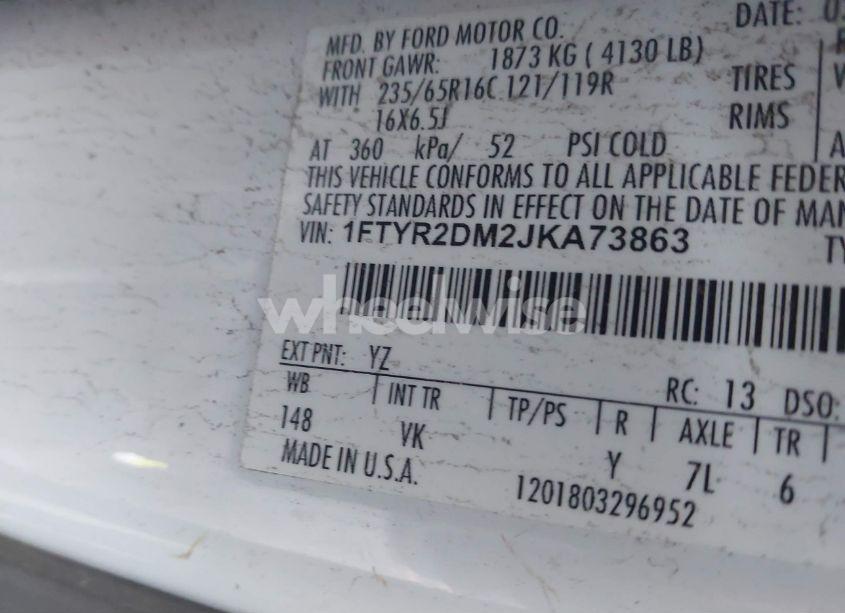 DATE:
MFD. BY FORD MOTOR CO.
FRONT GAWR: 1873 KG ( 4130 LB)
WITH 235/65R16C 121/119R TIRES
16X6.5J RIMS
AT 360 kPa/ 52 PSI COLD
THIS VEHICLE CONFORMS TO ALL APPLICABLE FEDER
SAFETY STANDARDS IN EFFECT ON THE DATE OF MAN
VIN: 1FTYR2DM2JKA73863 TY
wheelwise
EXT PNT: YZ RC: 13 DSO:
WB INT TR TP/PS R AXLE TR
148 VK Y 7L 6
MADE IN U.S.A. 1201803296952